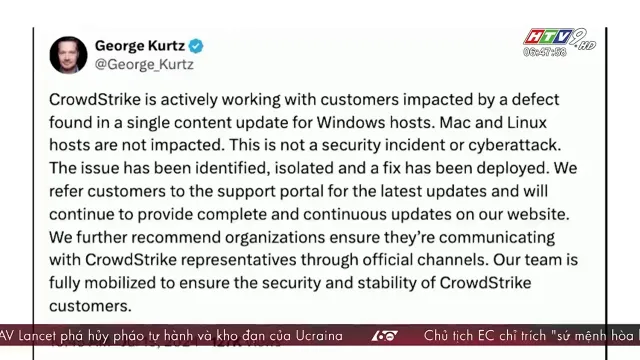 George Kurtz
@George_Kurtz
HTV9 HD
06:47:58
CrowdStrike is actively working with customers impacted by a defect
found in a single content update for Windows hosts. Mac and Linux
hosts are not impacted. This is not a security incident or cyberattack.
The issue has been identified, isolated and a fix has been deployed. We
refer customers to the support portal for the latest updates and will
continue to provide complete and continuous updates on our website.
We further recommend organizations ensure they’re communicating
with CrowdStrike representatives through official channels. Our team is
fully mobilized to ensure the security and stability of CrowdStrike
customers.
AV Lancet phá hủy pháo tự hành và kho đạn của Ucraina 60 Chủ tịch EC chỉ trích "sứ mệnh hòa